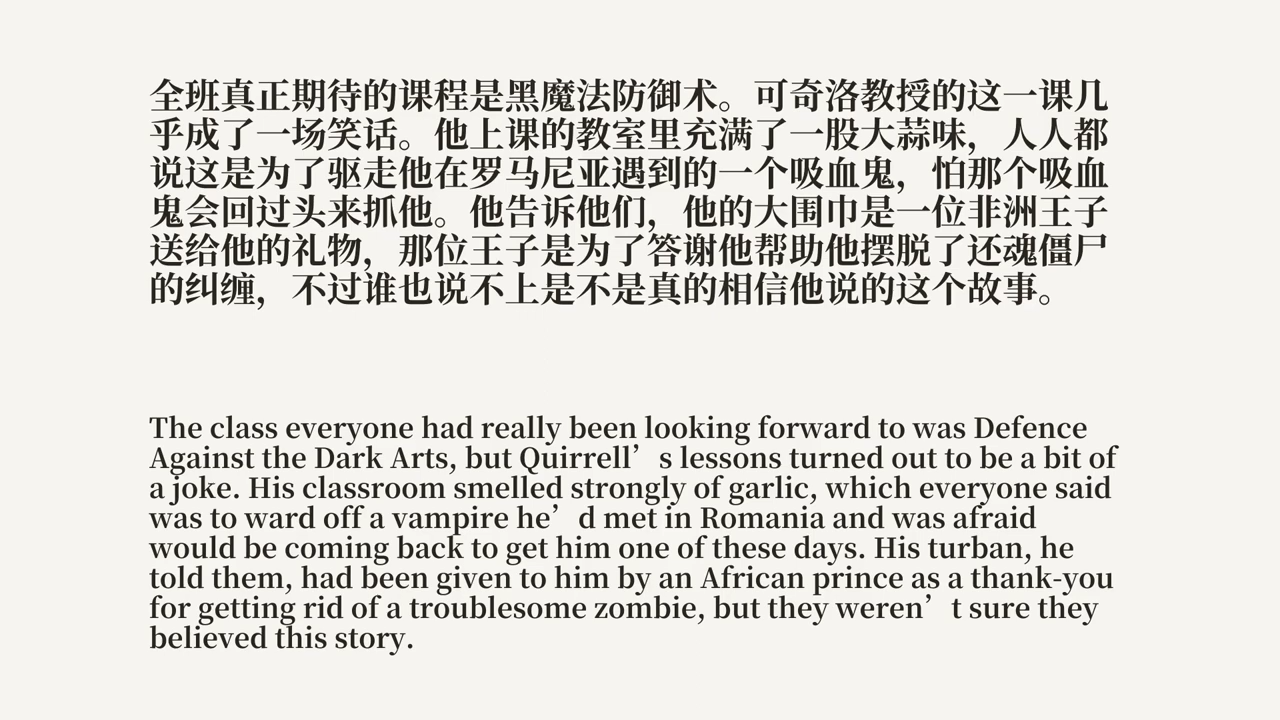 全班真正期待的课程是黑魔法防御术。可奇洛教授的这一课几
乎成了一场笑话。他上课的教室里充满了一股大蒜味，人人都
说这是为了驱走他在罗马尼亚遇到的一个吸血鬼，怕那个吸血
鬼会回过头来抓他。他告诉他们，他的大围巾是一位非洲王子
送给他的礼物，那位王子是为了答谢他帮助他摆脱了还魂僵尸
的纠缠，不过谁也说不上是不是真的相信他说的这个故事。
The class everyone had really been looking forward to was Defence
Against the Dark Arts, but Quirrell’s lessons turned out to be a bit of
a joke. His classroom smelled strongly of garlic, which everyone said
was to ward off a vampire he’d met in Romania and was afraid
would be coming back to get him one of these days. His turban, he
told them, had been given to him by an African prince as a thank-you
for getting rid of a troublesome zombie, but they weren’t sure they
believed this story.